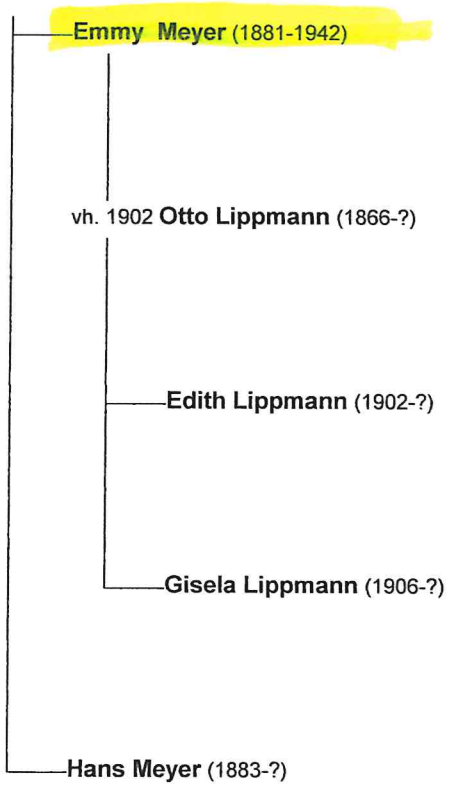 Emmy Meyer (1881-1942)
vh. 1902 Otto Lippmann (1866-?)
Edith Lippmann (1902-?)
Gisela Lippmann (1906-?)
Hans Meyer (1883-?)